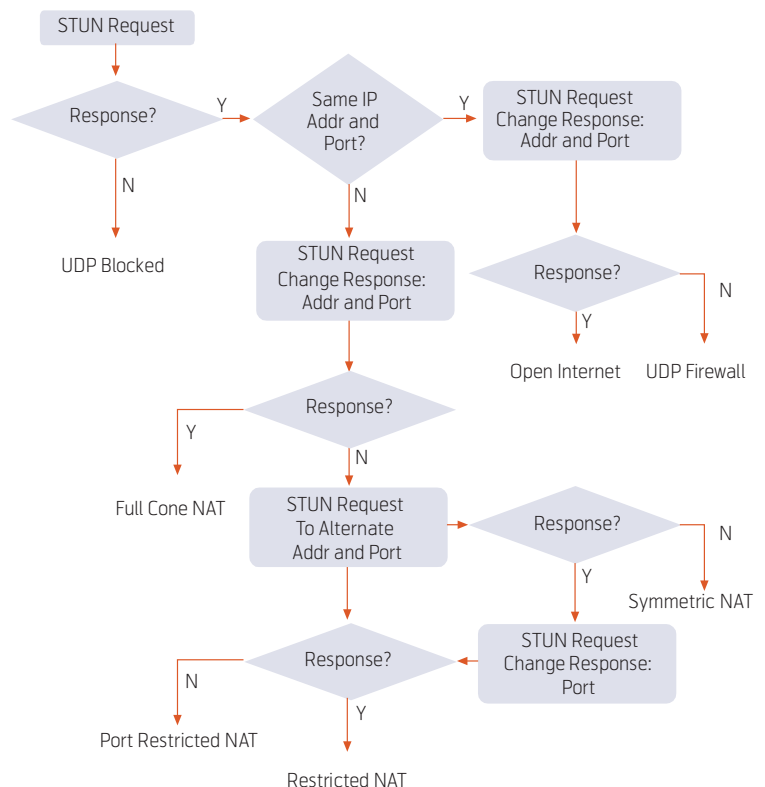 STUN Request
Response?
Y
Same IP
Addr and
Port?
Y
STUN Request
Change Response:
Addr and Port
N
UDP Blocked
N
STUN Request
Change Response:
Addr and Port
Response?
N
Y
Open Internet
UDP Firewall
Response?
Y
N
Full Cone NAT
STUN Request
To Alternate
Addr and Port
Response?
N
Y
Symmetric NAT
STUN Request
Change Response:
Port
Response?
N
Y
Port Restricted NAT
Restricted NAT